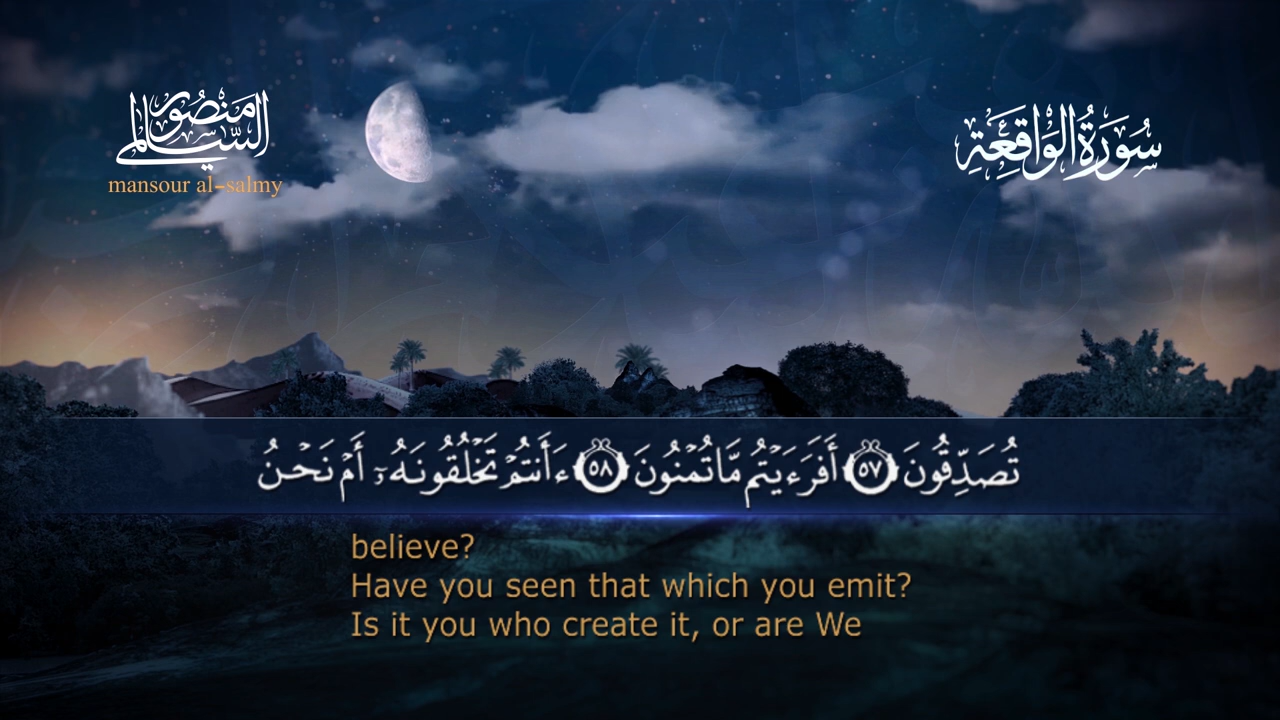 منصور السالمي
mansour al-salmy
سُورَةُ الوَاقِعَةِ
تُصَدِّقُونَ ٥٧ أَفَرَءَيْتُم مَّا تُمْنُونَ ٥٨ ءَأَنتُمْ تَخْلُقُونَهُۥٓ أَمْ نَحْنُ
believe?
Have you seen that which you emit?
Is it you who create it, or are We